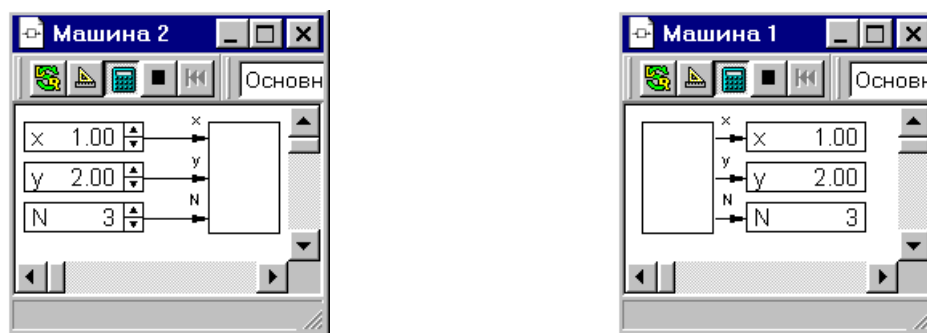 Машина 2
Основн
x
x 1.00
y
y 2.00
N
N 3
Машина 1
Основн
x
x 1.00
y
y 2.00
N
N 3